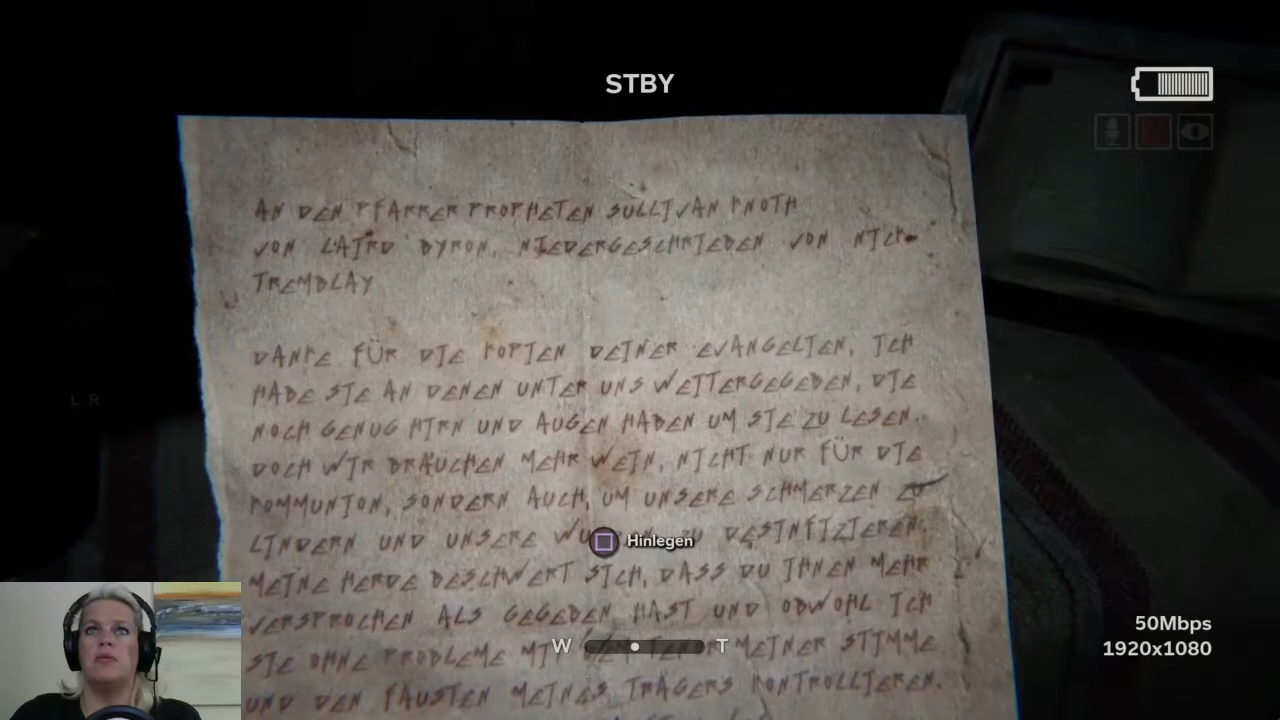 STBY
AN DEN PFARRER PROPHETEN SULLIVAN KNOTH
VON LAIRD BYRON, NIEDERGESCHRIEBEN VON NICK
TREMBLAY
DANKE FÜR DIE KOPIEN DEINER EVANGELIEN, ICH
HABE SIE AN DENEN UNTER UNS WEITERGEGEBEN, DIE
NOCH GENUG HIRN UND AUGEN HABEN UM SIE ZU LESEN.
DOCH WIR BRAUCHEN MEHR WEIN, NICHT NUR FÜR DIE
KOMMUNION, SONDERN AUCH, UM UNSERE SCHMERZEN ZU
LINDERN UND UNSERE ZU DESINFIZIEREN.
Hinlegen
MEINE HERDE BESCHWERT SICH, DASS DU IHNEN MEHR
VERSPROCHEN ALS GEGEBEN HAST UND OBWOHL ICH
SIE OHNE PROBLEME MIT MEINER STIMME
UND DEN FÄUSTEN MEINES TRÄGERS KONTROLLIEREN.
L R
W T
50Mbps
1920x1080